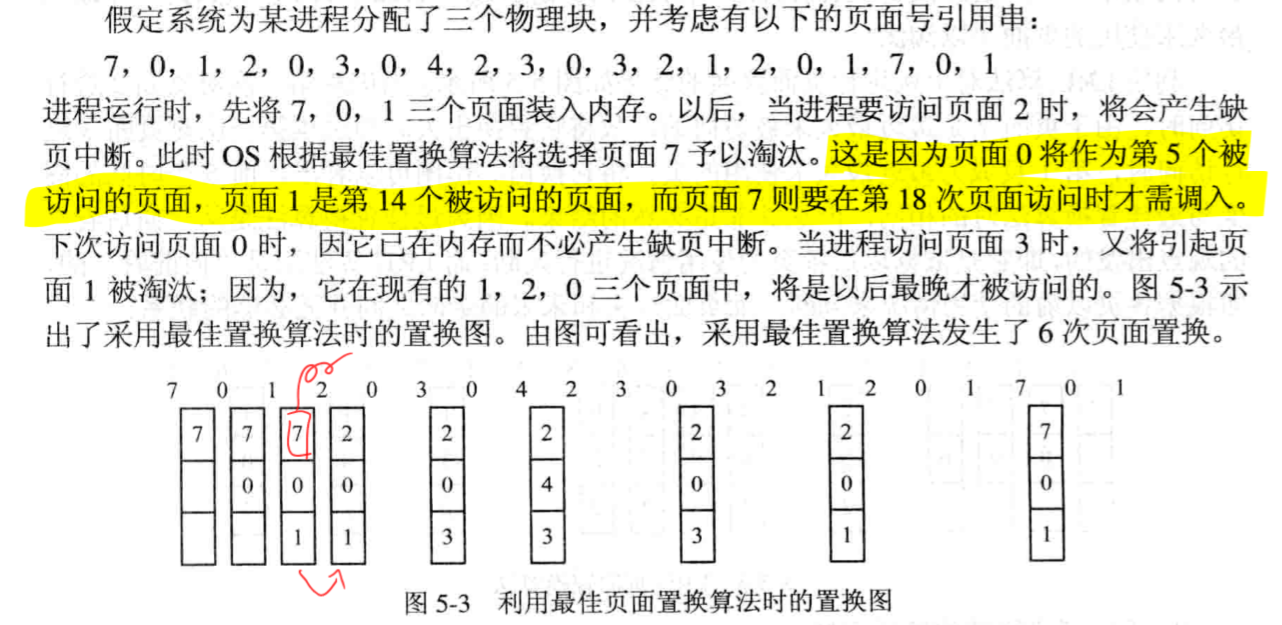 假定系统为某进程分配了三个物理块，并考虑有以下的页面号引用串：
7，0，1，2，0，3，0，4，2，3，0，3，2，1，2，0，1，7，0，1
进程运行时，先将 7，0，1 三个页面装入内存。以后，当进程要访问页面 2 时，将会产生缺
页中断。此时 OS 根据最佳置换算法将选择页面 7 予以淘汰。这是因为页面 0 将作为第 5 个被
访问的页面，页面 1 是第 14 个被访问的页面，而页面 7 则要在第 18 次页面访问时才需调入。
下次访问页面 0 时，因它已在内存而不必产生缺页中断。当进程访问页面 3 时，又将引起页
面 1 被淘汰；因为，它在现有的 1，2，0 三个页面中，将是以后最晚才被访问的。图 5-3 示
出了采用最佳置换算法时的置换图。由图可看出，采用最佳置换算法发生了 6 次页面置换。
7 0 1 2 0 3 0 4 2 3 0 3 2 1 2 0 1 7 0 1
7 7 7 2 2 2 2 2 7
0 0 0 0 4 0 0 0
1 1 3 3 3 1 1
图 5-3 利用最佳页面置换算法时的置换图